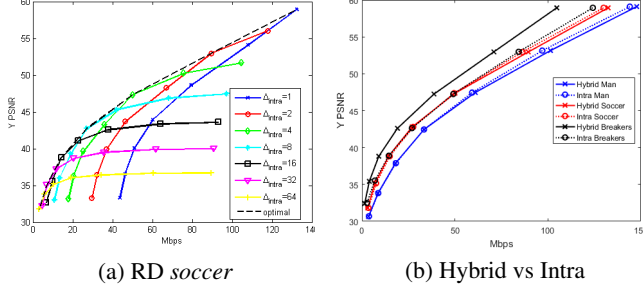 (a)
(b)
60
55
50
45
40
35
30
Y PSNR
Δintra=1
Δintra=2
Δintra=4
Δintra=8
Δintra=16
Δintra=32
Δintra=64
optimal
0 20 40 60 80 100 120 140
Mbps
60
55
50
45
40
35
30
Y PSNR
Hybrid Man
Intra Man
Hybrid Soccer
Intra Soccer
Hybrid Breakers
Intra Breakers
0 50 100 150
Mbps
(a) RD soccer
(b) Hybrid vs Intra